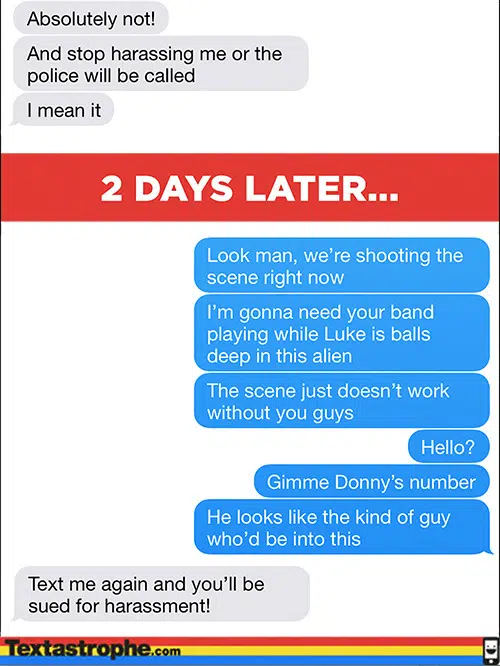 Absolutely not!
And stop harassing me or the
police will be called
I mean it
2 DAYS LATER...
Look man, we're shooting the
scene right now
I'm gonna need your band
playing while Luke is balls
deep in this alien
The scene just doesn't work
without you guys
Hello?
Gimme Donny's number
He looks like the kind of guy
who'd be into this
Text me again and you'll be
sued for harassment!
Textastrophe.com